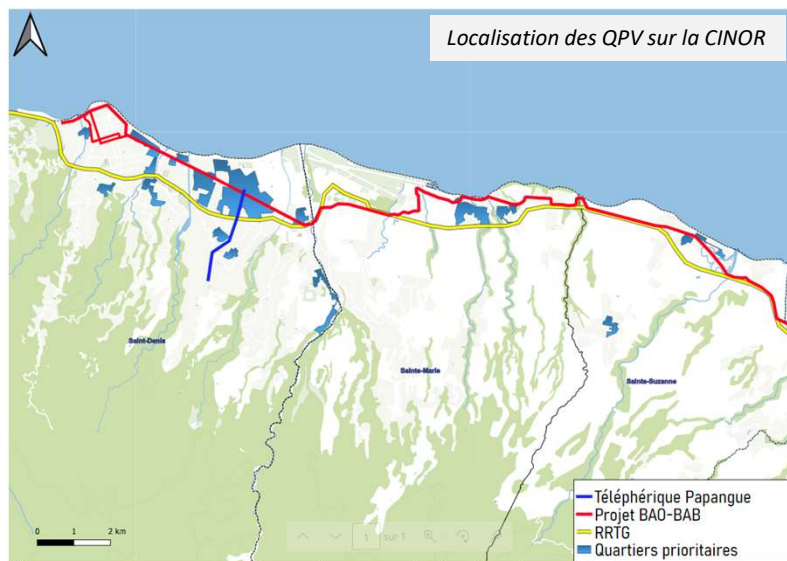 Localisation des QPV sur la CINOR
Saint-Denis
Sainte-Marie
Sainte-Suzanne
Téléphérique Papangue
Projet BAO-BAB
RRTG
Quartiers prioritaires
0 1 2 km
1 sur 1